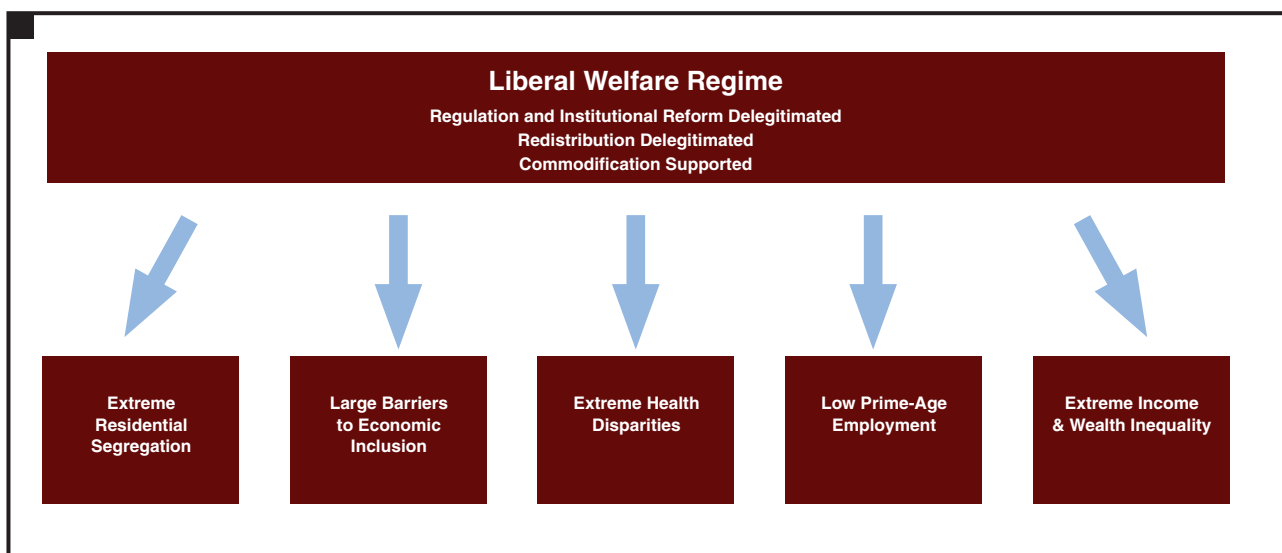 Liberal Welfare Regime
Regulation and Institutional Reform Delegitimated
Redistribution Delegitimated
Commodification Supported
Extreme
Residential
Segregation
Large Barriers
to Economic
Inclusion
Extreme Health
Disparities
Low Prime-Age
Employment
Extreme Income
& Wealth Inequality